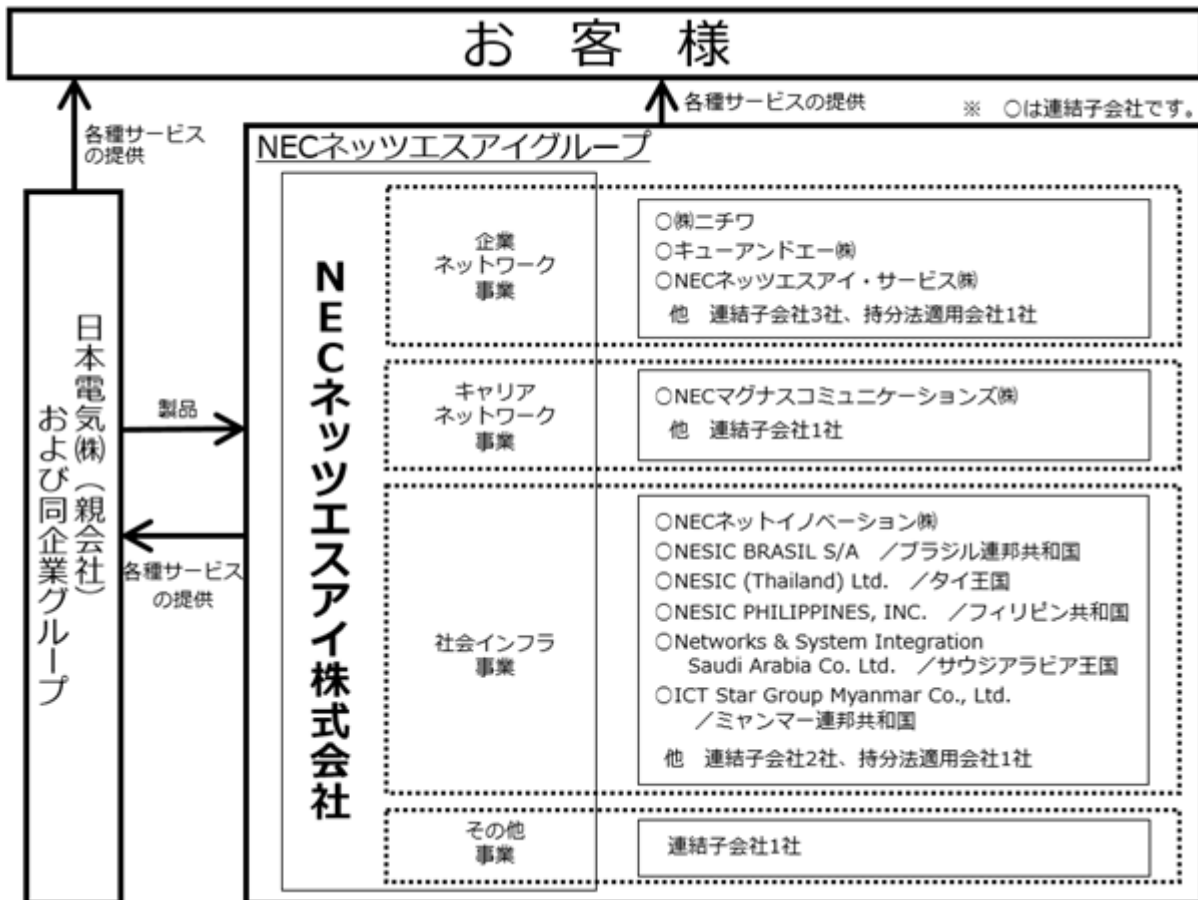 お 客 様
各種サービス
の提供
各種サービスの提供
※ ○は連結子会社です。
日本電気㈱（親会社）
および同企業グループ
製品
各種サービス
の提供
NECネッツエスアイグループ
NECネッツエスアイ株式会社
企業
ネットワーク
事業
○㈱ニチワ
○キューアンドエー㈱
○NECネッツエスアイ・サービス㈱
他 連結子会社3社、持分法適用会社1社
キャリア
ネットワーク
事業
○NECマグナスコミュニケーションズ㈱
他 連結子会社1社
社会インフラ
事業
○NECネットイノベーション㈱
○NESIC BRASIL S/A ／ブラジル連邦共和国
○NESIC (Thailand) Ltd. ／タイ王国
○NESIC PHILIPPINES, INC. ／フィリピン共和国
○Networks & System Integration
Saudi Arabia Co. Ltd. ／サウジアラビア王国
○ICT Star Group Myanmar Co., Ltd.
／ミャンマー連邦共和国
他 連結子会社2社、持分法適用会社1社
その他
事業
連結子会社1社